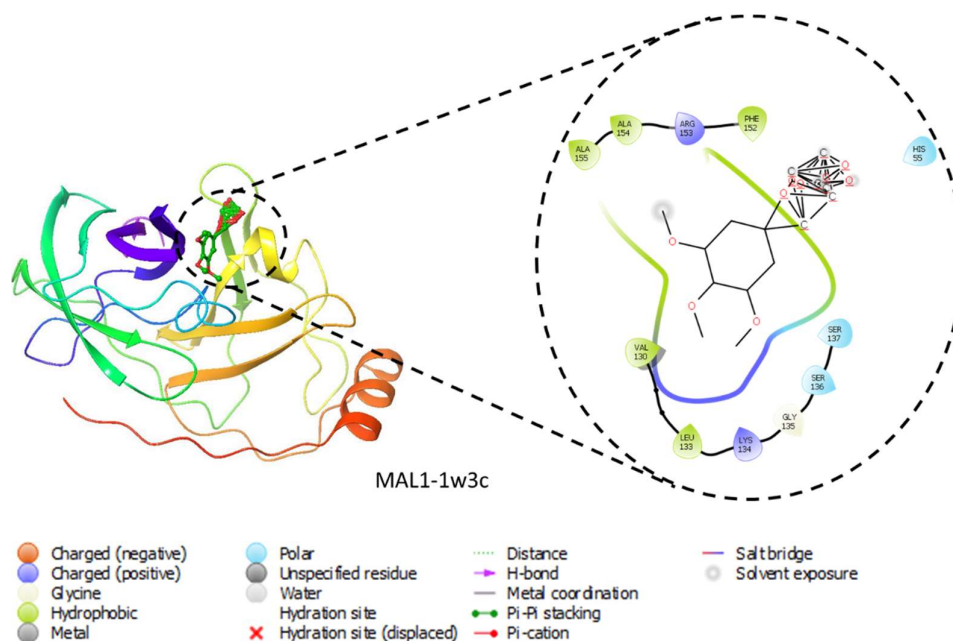 PHE
152
ARG
153
ALA
154
ALA
155
HIS
55
C
O
O
O
C
O
C
O
O
O
SER
137
VAL
130
SER
136
GLY
135
LEU
133
LYS
134
MAL1-1w3c
Charged (negative)
Charged (positive)
Glycine
Hydrophobic
Metal
Polar
Unspecified residue
Water
Hydration site
Hydration site (displaced)
Distance
H-bond
Metal coordination
Pi-Pi stacking
Pi-cation
Salt bridge
Solvent exposure